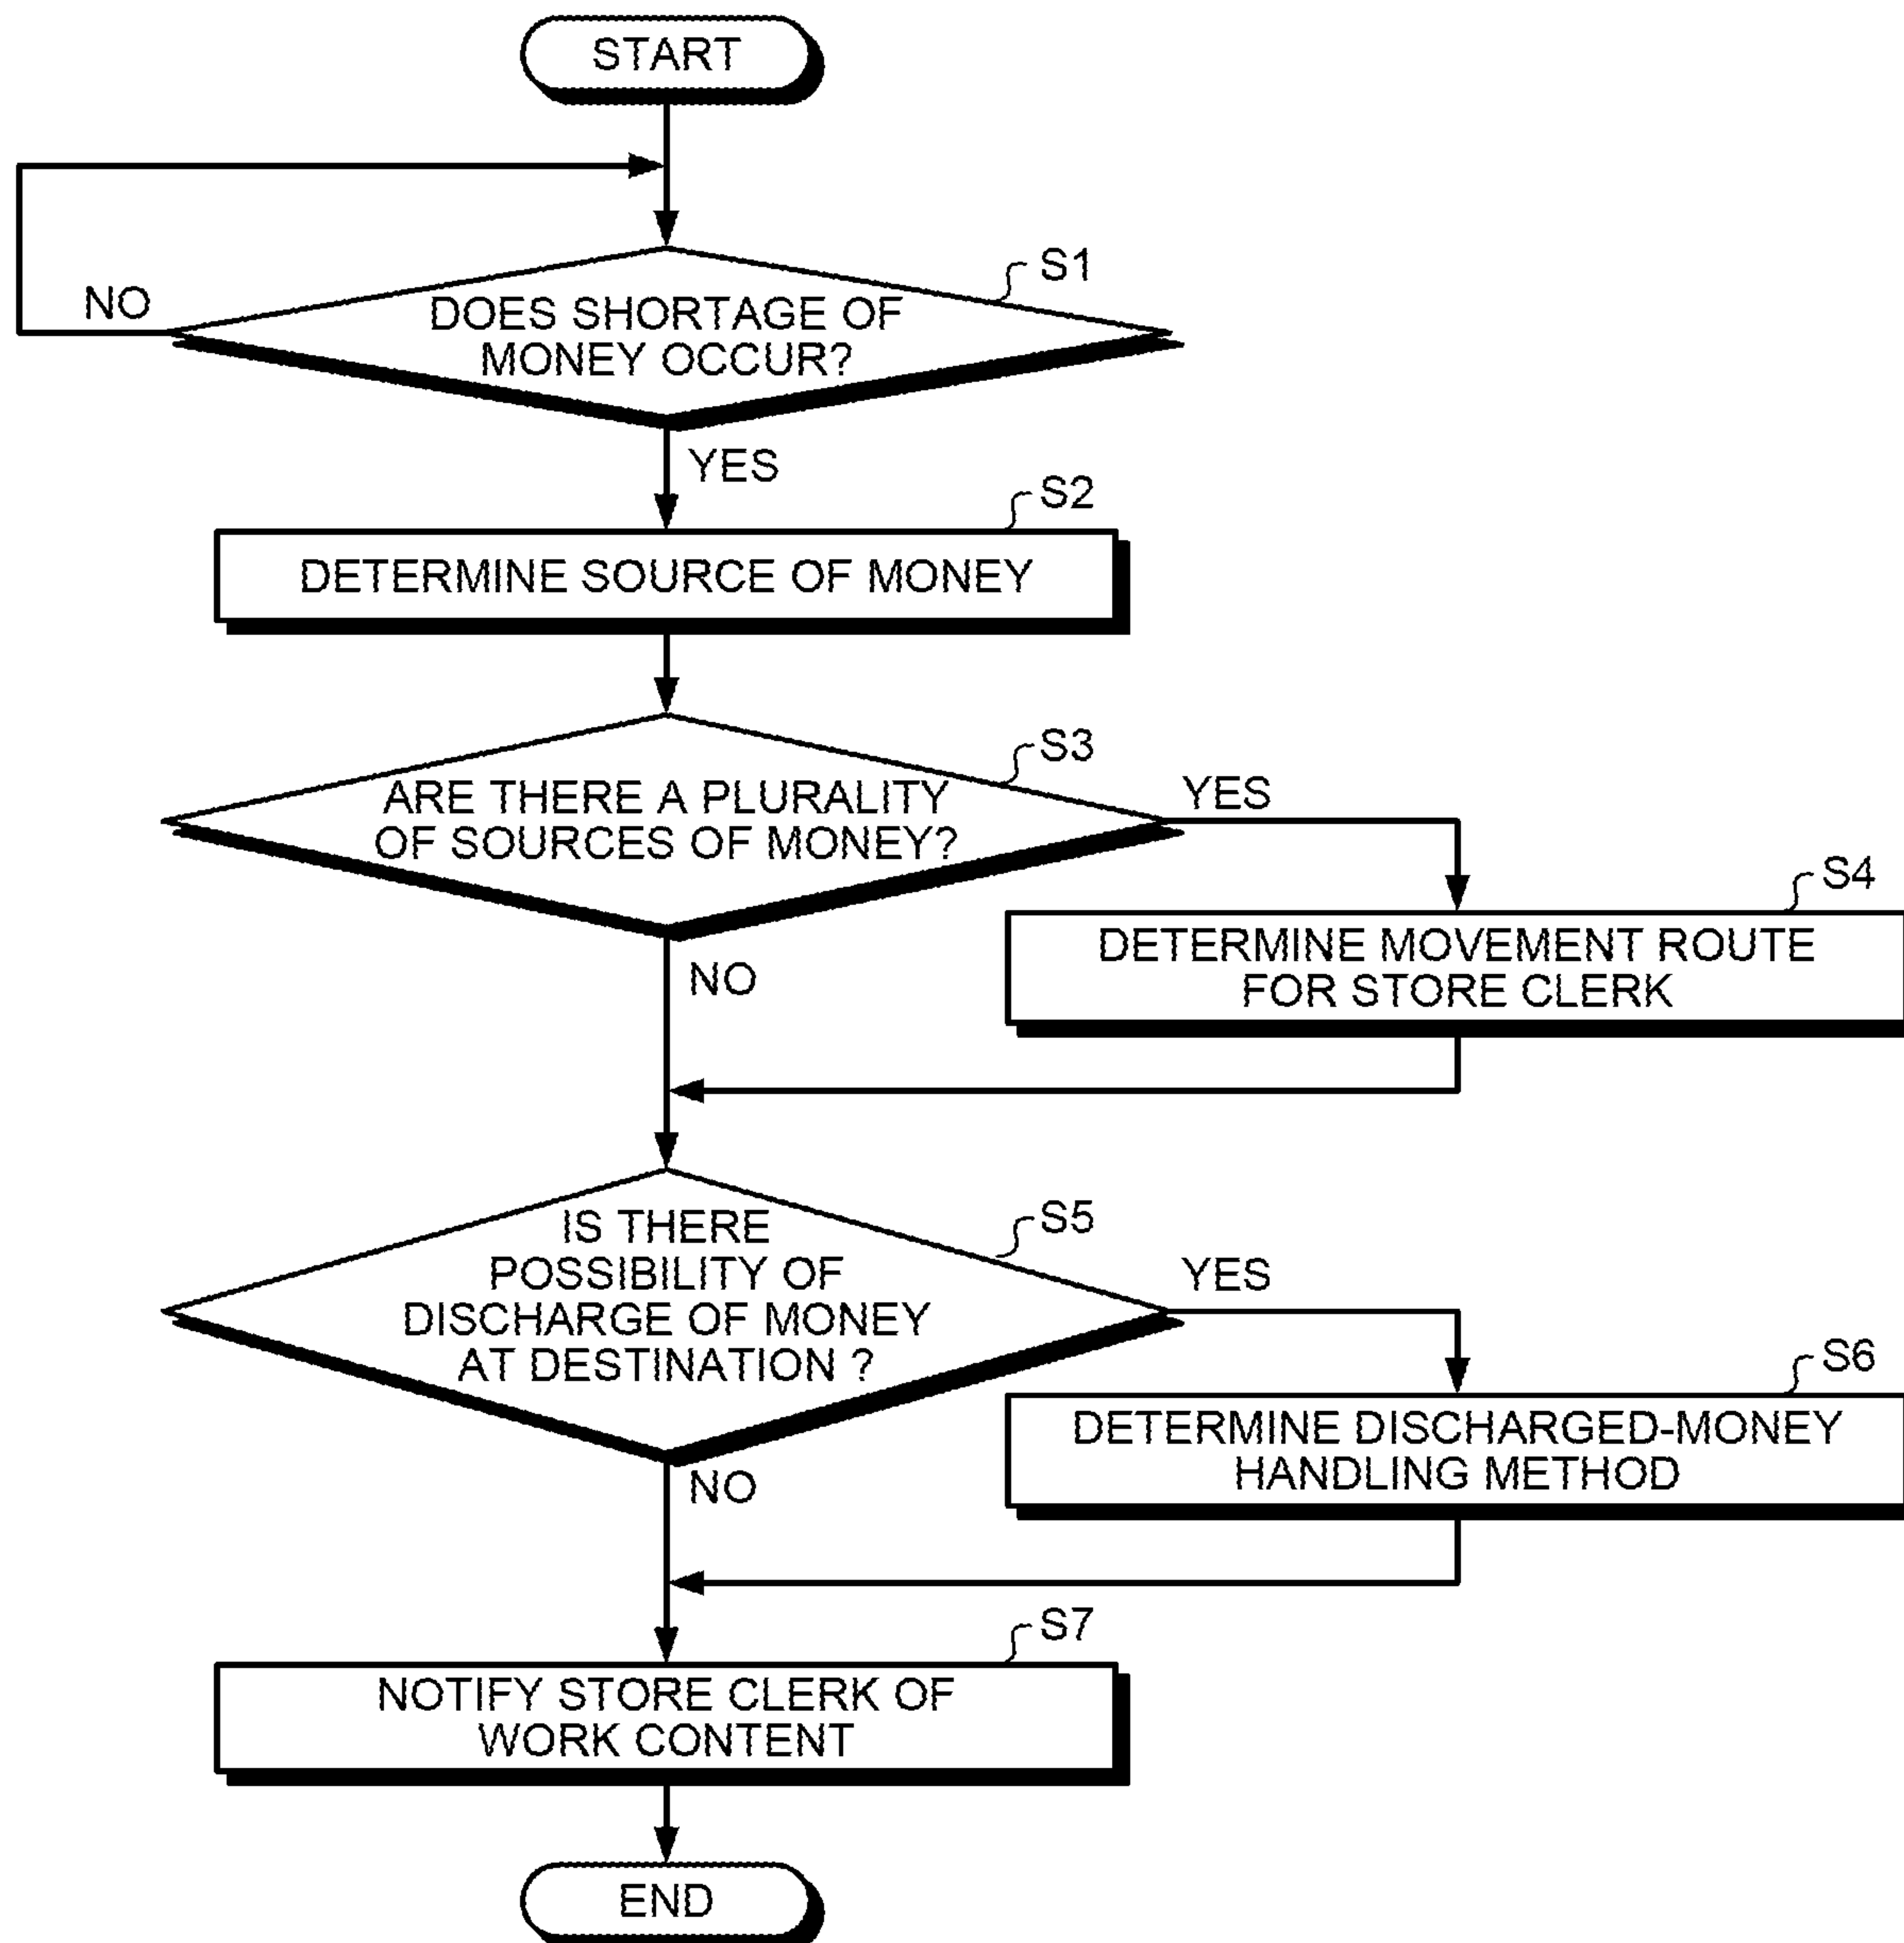 START
S1
NO
DOES SHORTAGE OF
MONEY OCCUR?
YES
S2
DETERMINE SOURCE OF MONEY
S3
ARE THERE A PLURALITY
OF SOURCES OF MONEY?
YES
S4
DETERMINE MOVEMENT ROUTE
FOR STORE CLERK
NO
S5
IS THERE
POSSIBILITY OF
DISCHARGE OF MONEY
AT DESTINATION ?
YES
S6
DETERMINE DISCHARGED-MONEY
HANDLING METHOD
NO
S7
NOTIFY STORE CLERK OF
WORK CONTENT
END